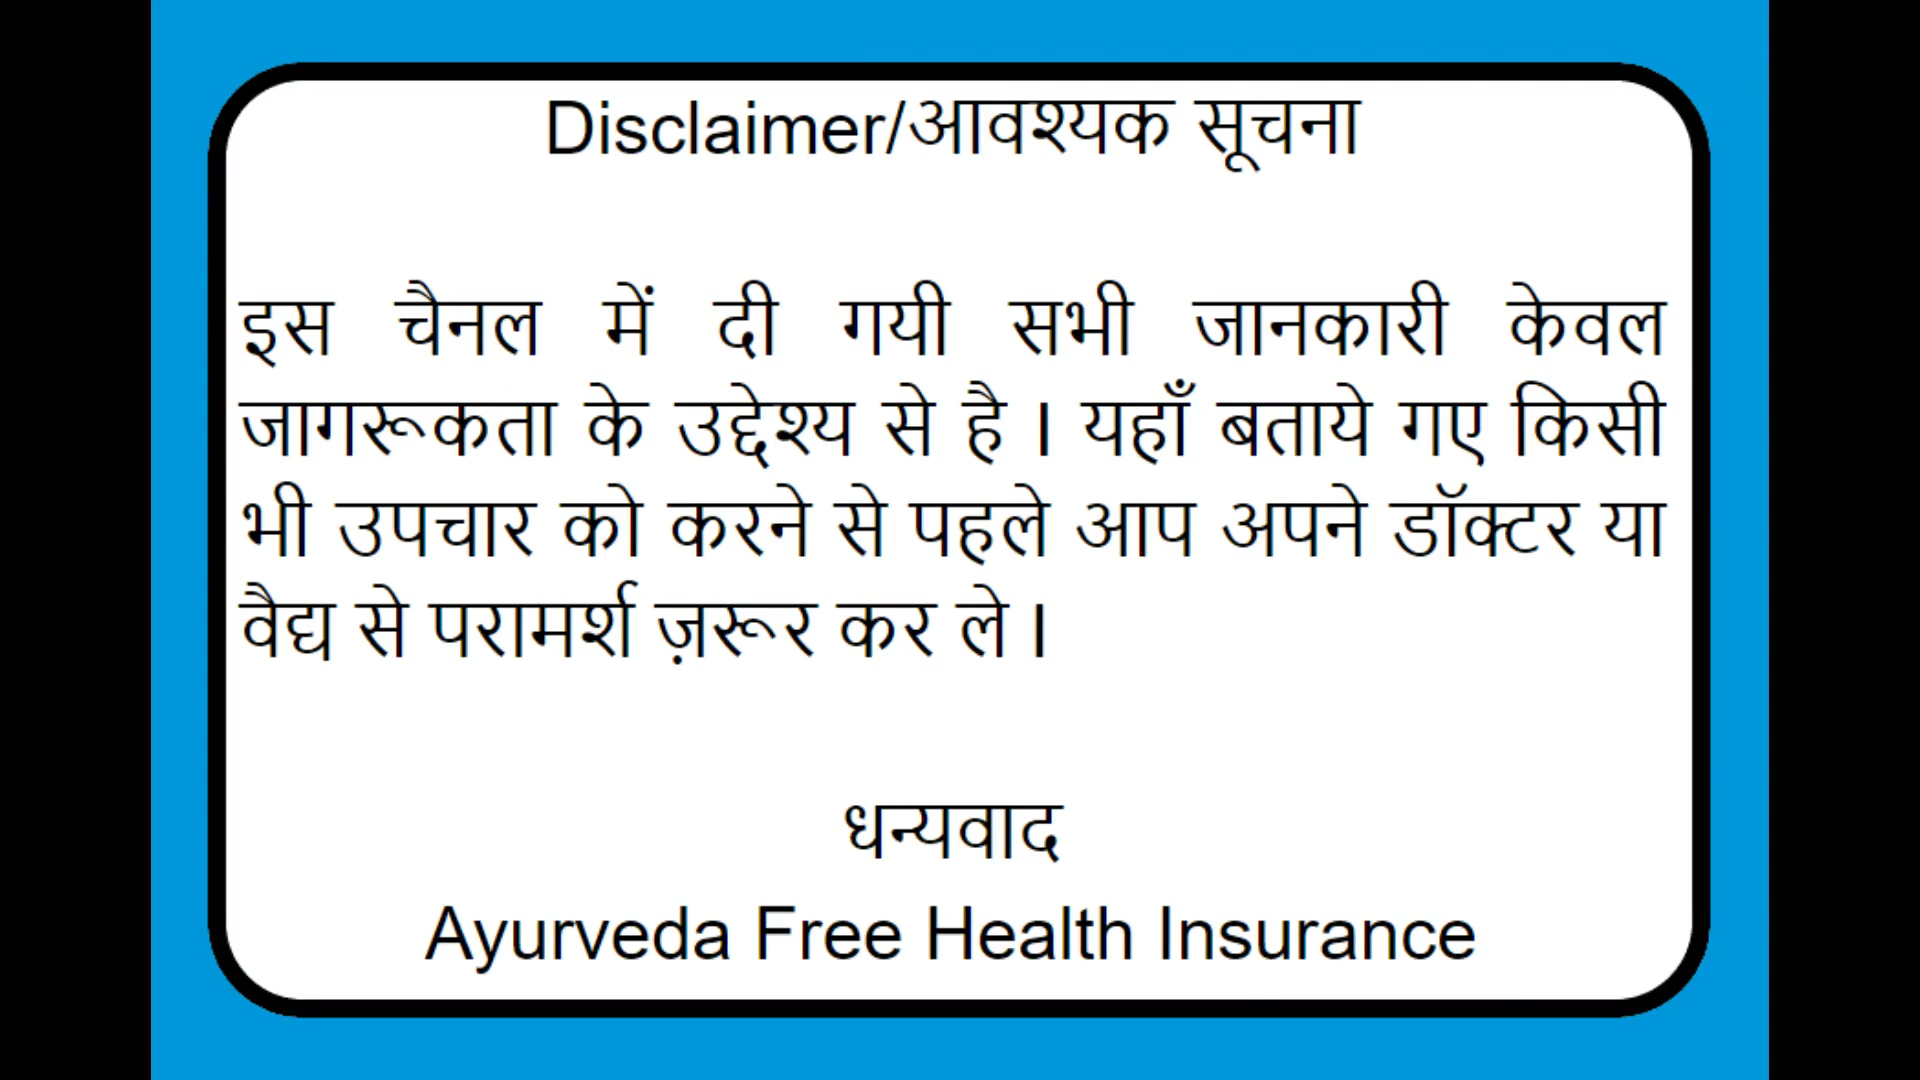 Disclaimer/आवश्यक सूचना
इस चैनल में दी गयी सभी जानकारी केवल
जागरूकता के उद्देश्य से है । यहाँ बताये गए किसी
भी उपचार को करने से पहले आप अपने डॉक्टर या
वैद्य से परामर्श ज़रूर कर ले ।
धन्यवाद
Ayurveda Free Health Insurance